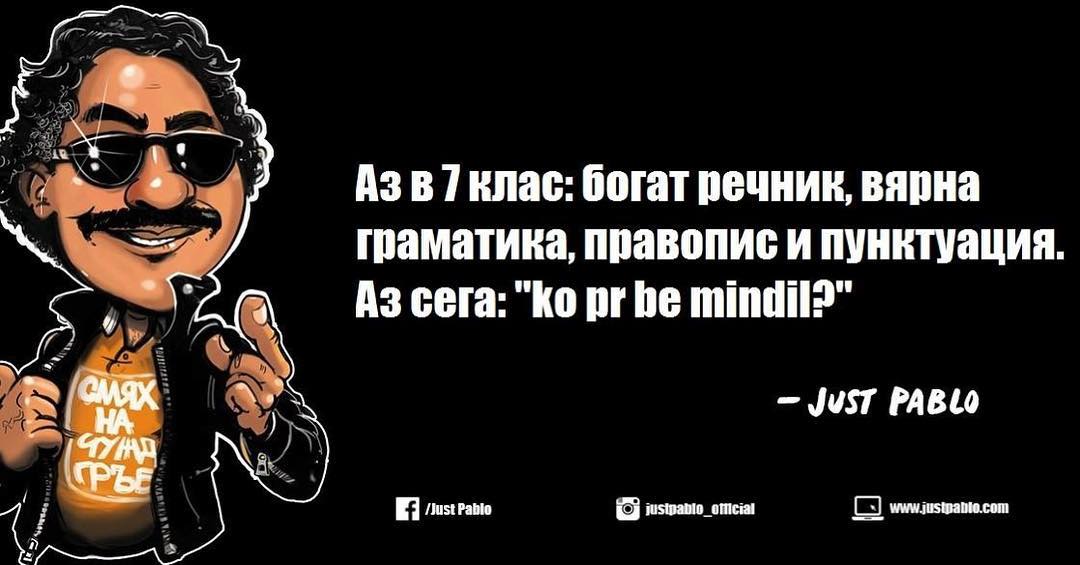 Аз в 7 клас: богат речник, вярна
граматика, правопис и пунктуация.
Аз сега: "ko pr be mindil?"
– JUST PABLO
СМЯХ
НА
ЧУЖД
ГРЪБ
/Just Pablo
justpablo_official
www.justpablo.com